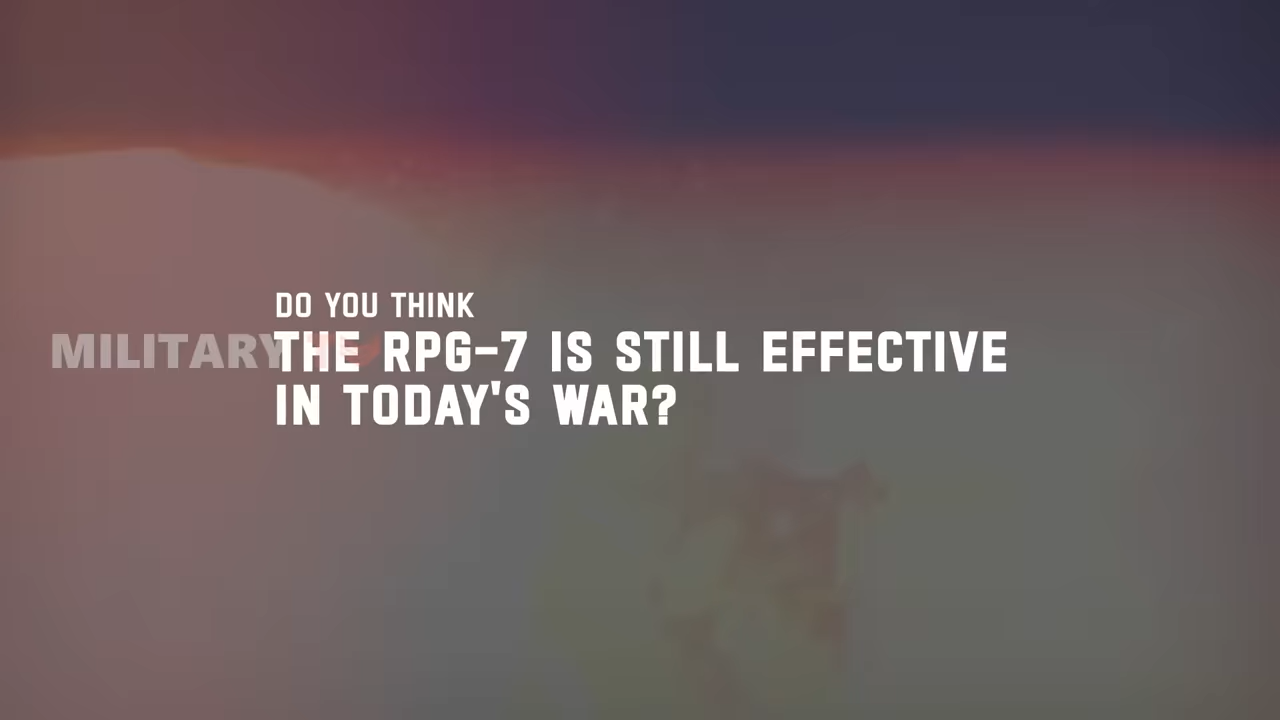 DO YOU THINK
THE RPG-7 IS STILL EFFECTIVE
IN TODAY'S WAR?
MILITARY